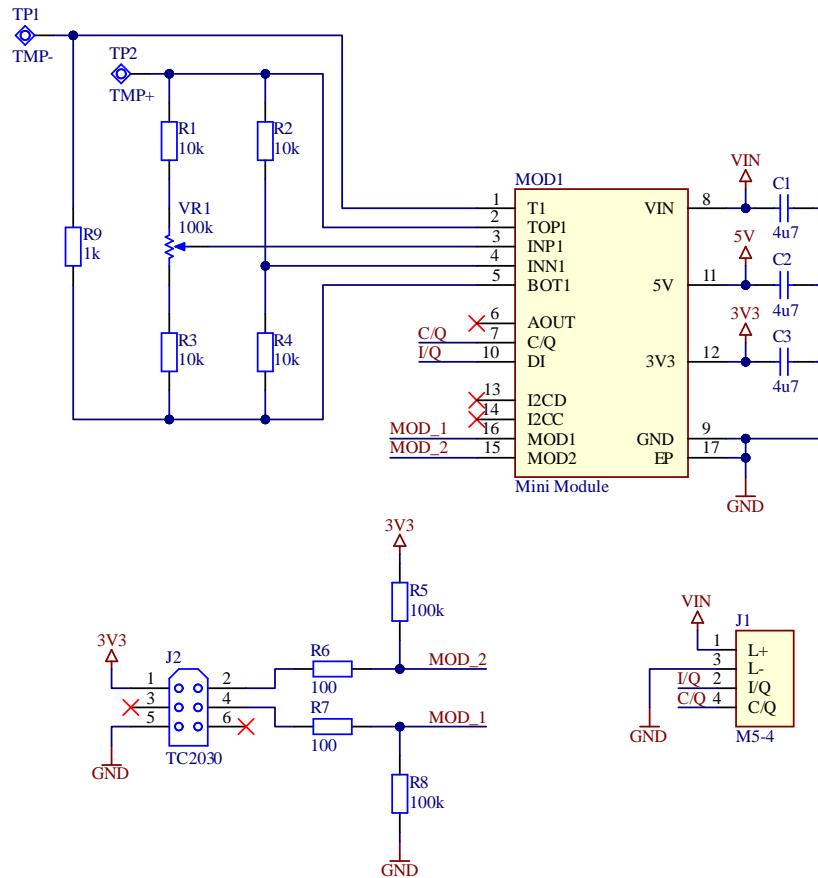 TP1
TMP-
TP2
TMP+
R1
10k
R2
10k
VR1
100k
R9
1k
R3
10k
R4
10k
MOD1
1 T1
2 TOP1
3 INP1
4 INN1
5 BOT1
6 AOUT
C/Q 7 C/Q
I/Q 10 DI
13 I2CD
14 I2CC
MOD_1 16 MOD1
MOD_2 15 MOD2
VIN 8
5V 11
3V3 12
GND 9
EP 17
Mini Module
VIN
C1
4u7
5V
C2
4u7
3V3
C3
4u7
GND
3V3
R5
100k
3V3
J2
1 2
3 4
5 6
TC2030
GND
R6
100
MOD_2
R7
100
MOD_1
R8
100k
GND
VIN
J1
1 L+
3 L-
I/Q 2 I/Q
C/Q 4 C/Q
GND
M5-4